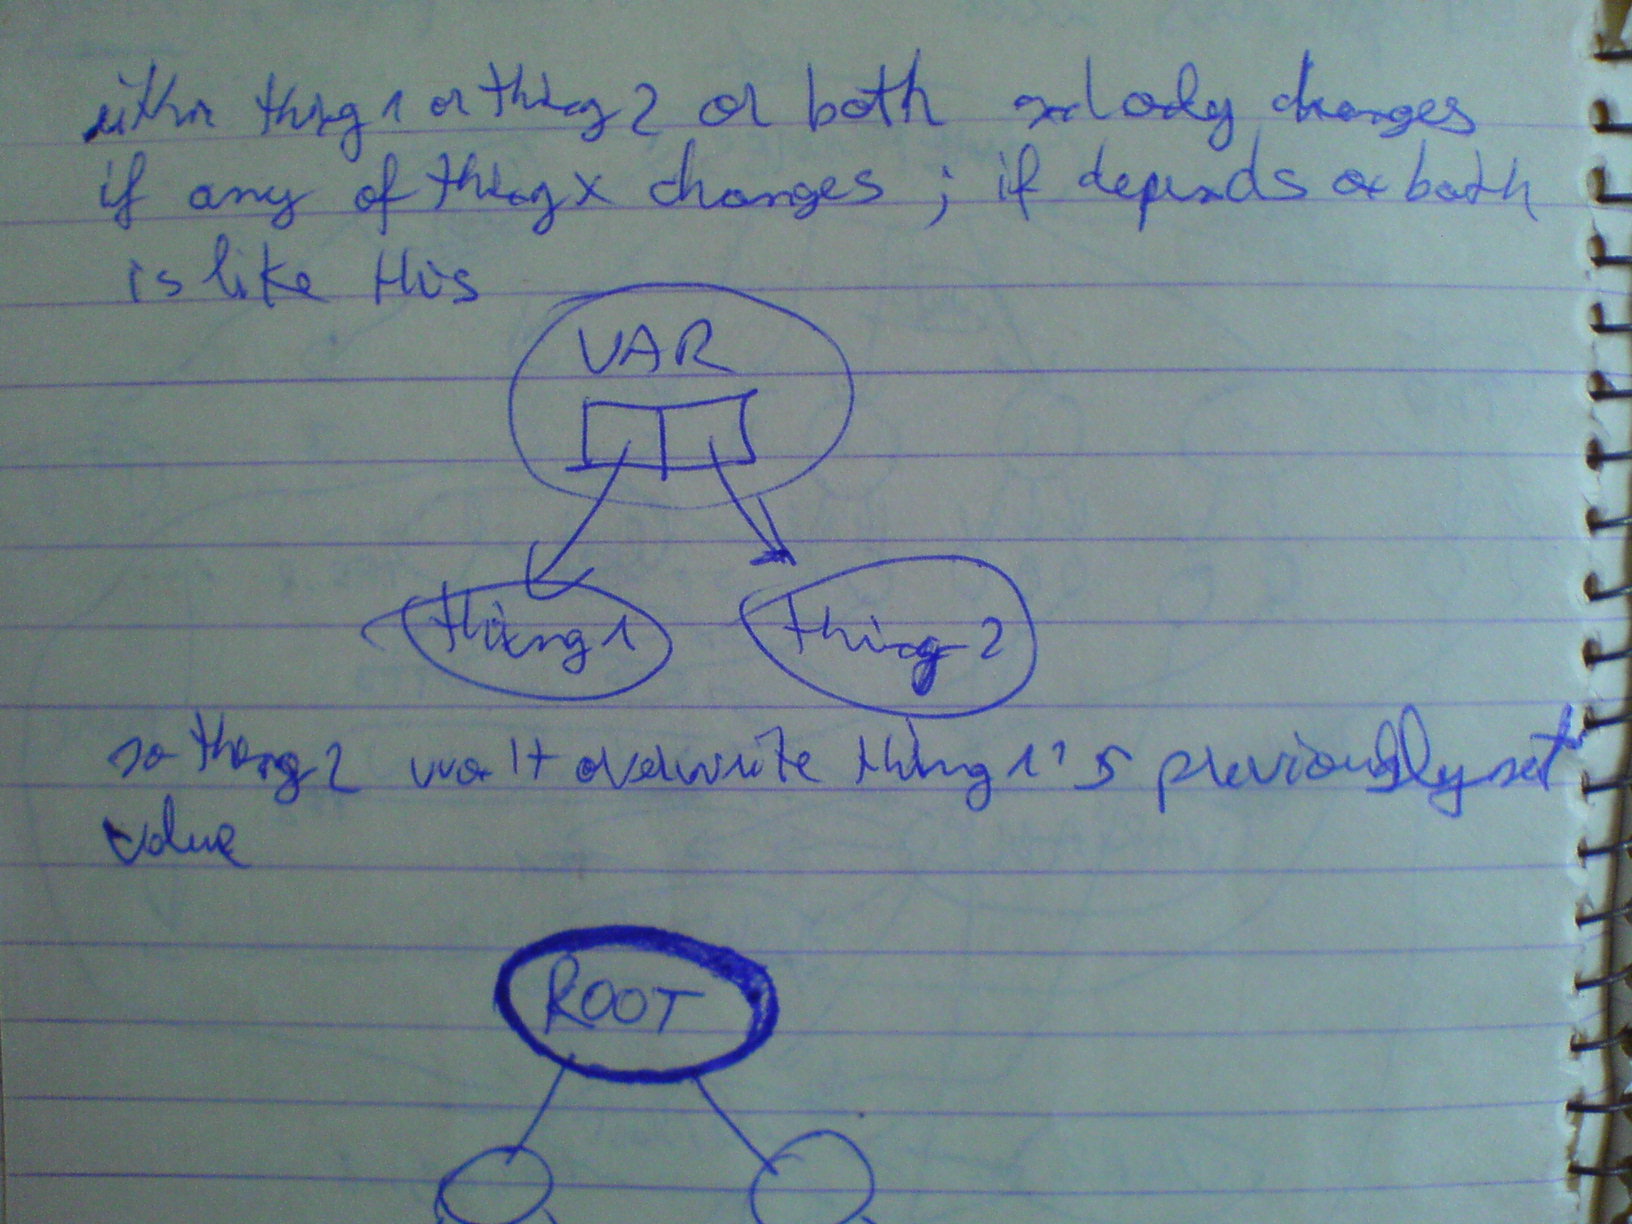 either thing1 or thing2 or both and only changes
if any of thingx changes ; if depends on both
is like this
VAR
thing1
thing2
so thing2 won't overwrite thing1's previously set
value
ROOT